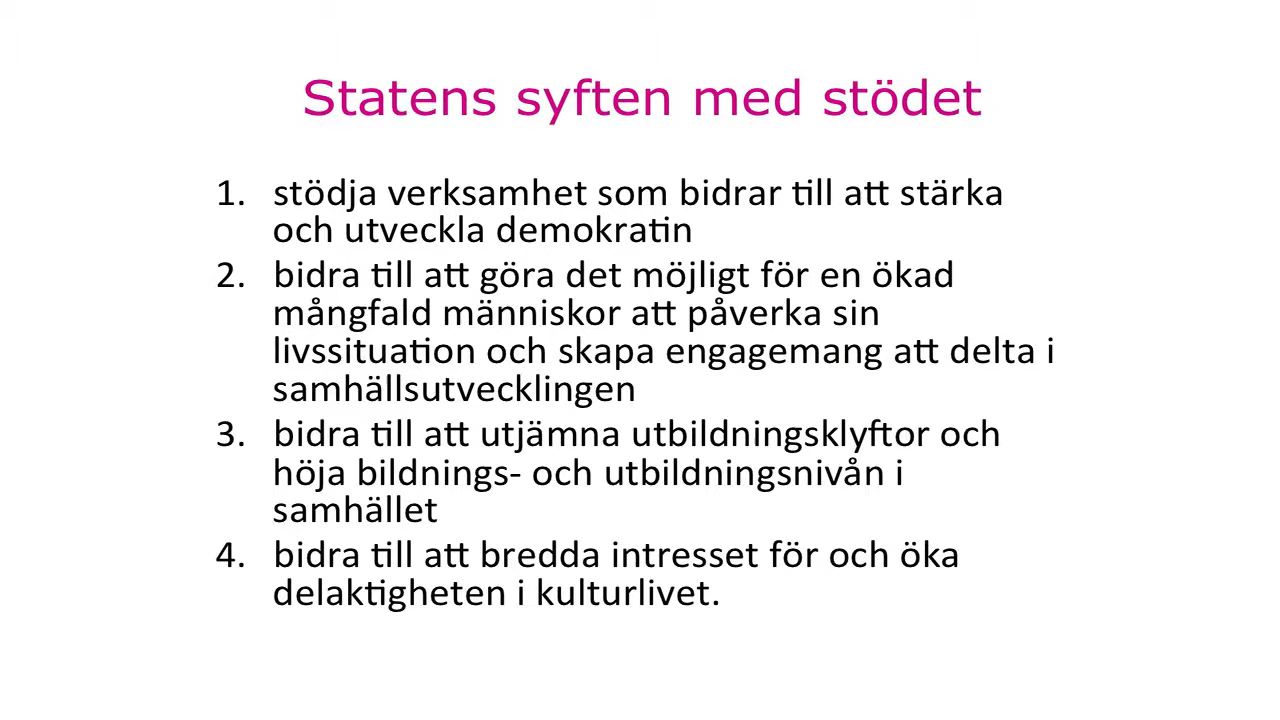 Statens syften med stödet
1. stödja verksamhet som bidrar till att stärka
och utveckla demokratin
2. bidra till att göra det möjligt för en ökad
mångfald människor att påverka sin
livssituation och skapa engagemang att delta i
samhällsutvecklingen
3. bidra till att utjämna utbildningsklyftor och
höja bildnings- och utbildningsnivån i
samhället
4. bidra till att bredda intresset för och öka
delaktigheten i kulturlivet.